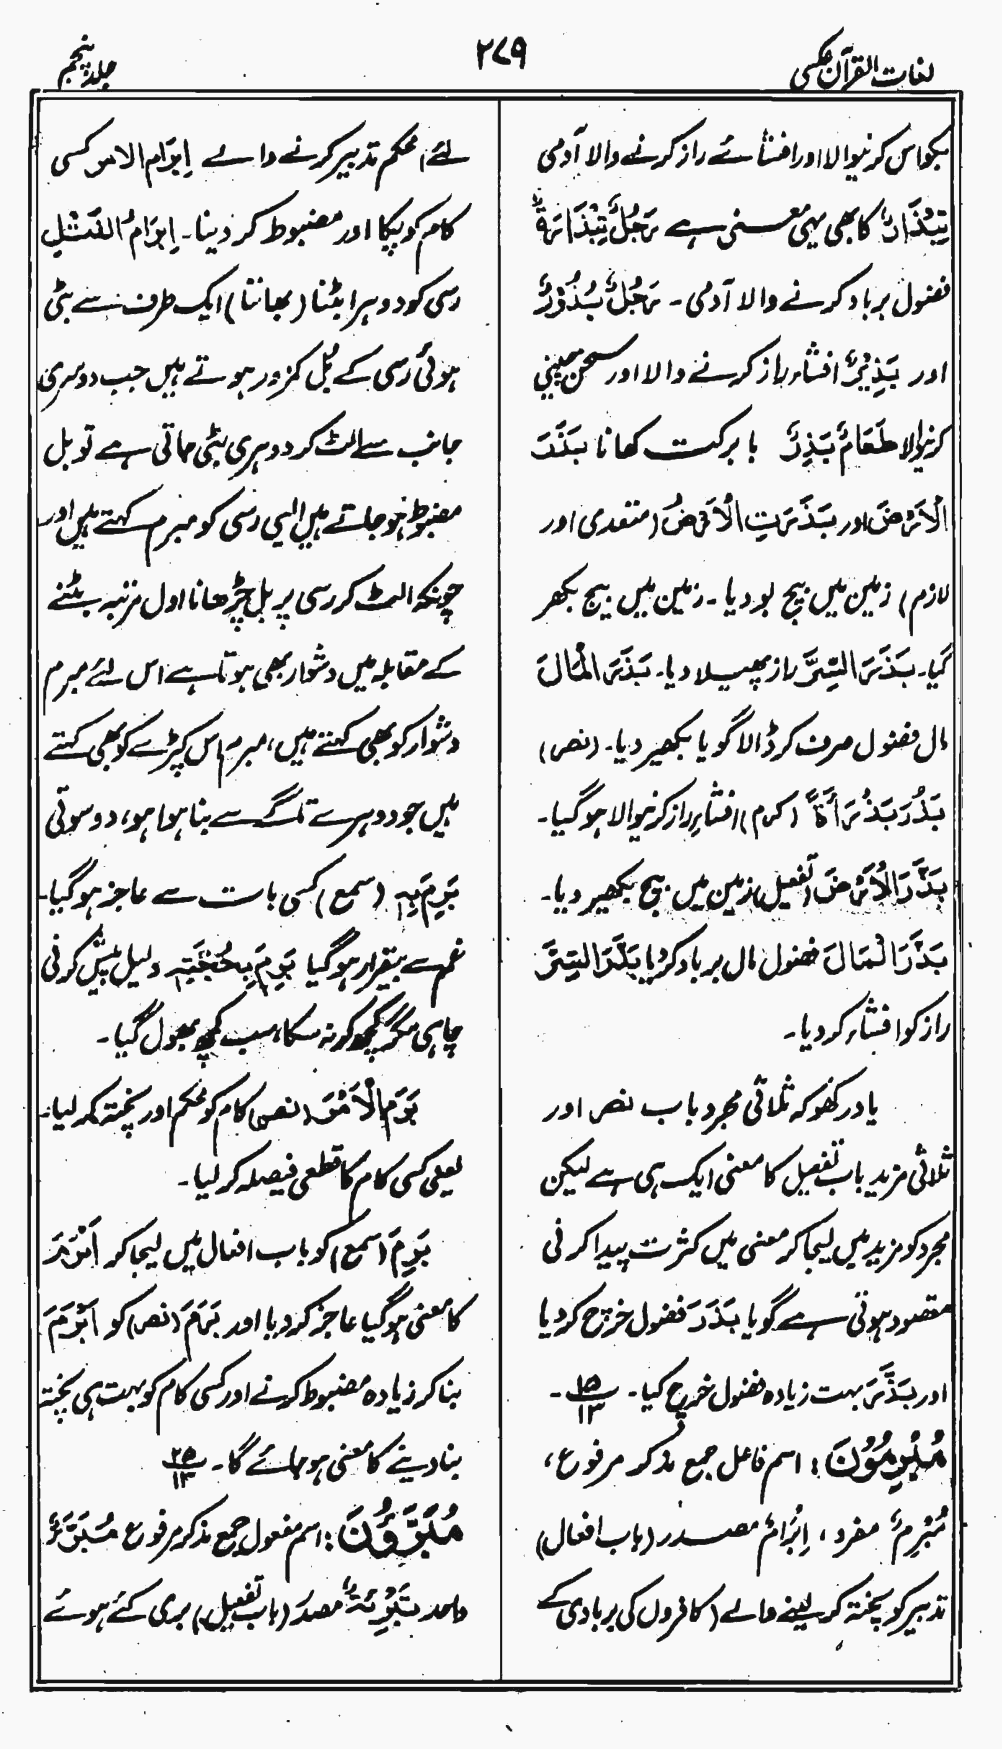 لغات القرآن عکسی
۲۷۹
جلد پنجم
بکواس کرنیوالا اور افشائے راز کرنے والا آدمی
تِبْذَارٌ کا بھی یہی معنی ہے رَجُلٌ تِبْذَارَةٌ
فضول برباد کرنے والا آدمی۔ رَجُلٌ بُذُوْرٌ
اور بَذِیْرٌ افشاء راز کرنے والا اور سخن چینی
کرنیوالا طَعَامٌ بَذِرٌ با برکت کھانا بَذَرَ
الْاَرْضَ اور بَذَرَتِ الْاَرْضُ (متعدی اور
لازم) زمین میں بیج بو دیا۔ زمین میں بیج بکھر
گیا۔ بَذَرَ السِّرَّ راز پھیلا دیا۔ بَذَرَ الْمَالَ
مال فضول صرف کر ڈالا گویا بکھیر دیا۔ (نصر)
بَذُرَ بَذْرَاةً (کرم) افشاءِ راز کرنیوالا ہو گیا۔
بَذَّرَ الْاَرْضَ (تفعیل) زمین میں بیج بکھیر دیا۔
بَذَّرَ الْمَالَ فضول مال برباد کر دیا بَذَّرَ السِّرَّ
راز کو افشاء کر دیا۔
یاد رکھو کہ ثلاثی مجرد باب نصر اور
ثلاثی مزید باب تفعیل کا معنی ایک ہی ہے لیکن
مجرد کو مزید میں لیجا کر معنی میں کثرت پیدا کرنی
مقصود ہوتی ہے گویا بَذَرَ فضول خرچ کر دیا
اور بَذَّرَ بہت زیادہ فضول خرچ کیا۔ ۱۵/۱۳۔
مُبْرِمُوْنَ: اسم فاعل جمع مذکر مرفوع،
مُبْرِمٌ مفرد، اِبْرَامٌ مصدر (باب افعال)
تدبیر کو پختہ کر لینے والے (کافروں کی بربادی کے
لئے) محکم تدبیر کرنے والے اِبْرَام الامر کسی
کام کو پکا اور مضبوط کر دینا۔ اِبْرَامُ الفَتْلِ
رسی کو دوہرا بٹنا (بھانتا) ایک طرف سے بٹی
ہوئی رسی کے بَل کمزور ہوتے ہیں جب دوسری
جانب سے الٹ کر دوہری بٹی جاتی ہے تو بل
مضبوط ہو جاتے ہیں ایسی رسی کو مبرم کہتے ہیں اور
چونکہ الٹ کر رسی پر بل چڑھانا اول مرتبہ بٹنے
کے مقابلہ میں دشوار بھی ہوتا ہے اس لئے مبرم
دشوار کو بھی کہتے ہیں، مبرم اس کپڑے کو بھی کہتے
ہیں جو دوہرے تاگے سے بنا ہوا ہو، دوسوتی
بَرِمَ بِہٖ (سمع) کسی بات سے عاجز ہو گیا۔
غم سے بیقرار ہو گیا بَرِمَ بِحُجَّتِہٖ دلیل پیش کرنی
چاہی مگر کچھ کر نہ سکا، سب کچھ بھول گیا۔
بَرَمَ الْاَمْرَ (نصر) کام کو محکم اور پختہ کر لیا۔
یعنی کسی کام کا قطعی فیصلہ کر لیا۔
بَرِمَ (سمع) کو باب افعال میں لیجا کر اَبْرَمَ
کا معنی ہو گیا عاجز کر دیا اور بَرَمَ (نصر) کو اَبْرَمَ
بنا کر زیادہ مضبوط کرنے اور کسی کام کو بہت ہی پختہ
بنا دینے کا معنی ہو جائے گا۔ ۲۵/۱۳
مُبَرَّءُوْنَ: اسم مفعول جمع مذکر مرفوع مُبَرَّءٌ
واحد تَبْرِئَةٌ مصدر (باب تفعیل) بری کئے ہوئے